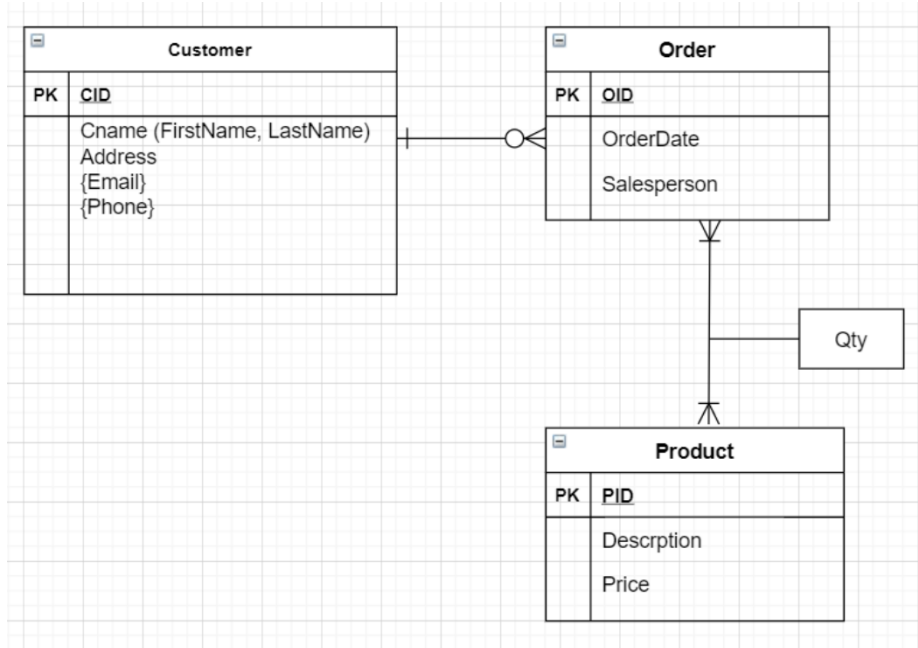 Customer
PK CID
Cname (FirstName, LastName)
Address
{Email}
{Phone}
Order
PK OID
OrderDate
Salesperson
Qty
Product
PK PID
Descrption
Price